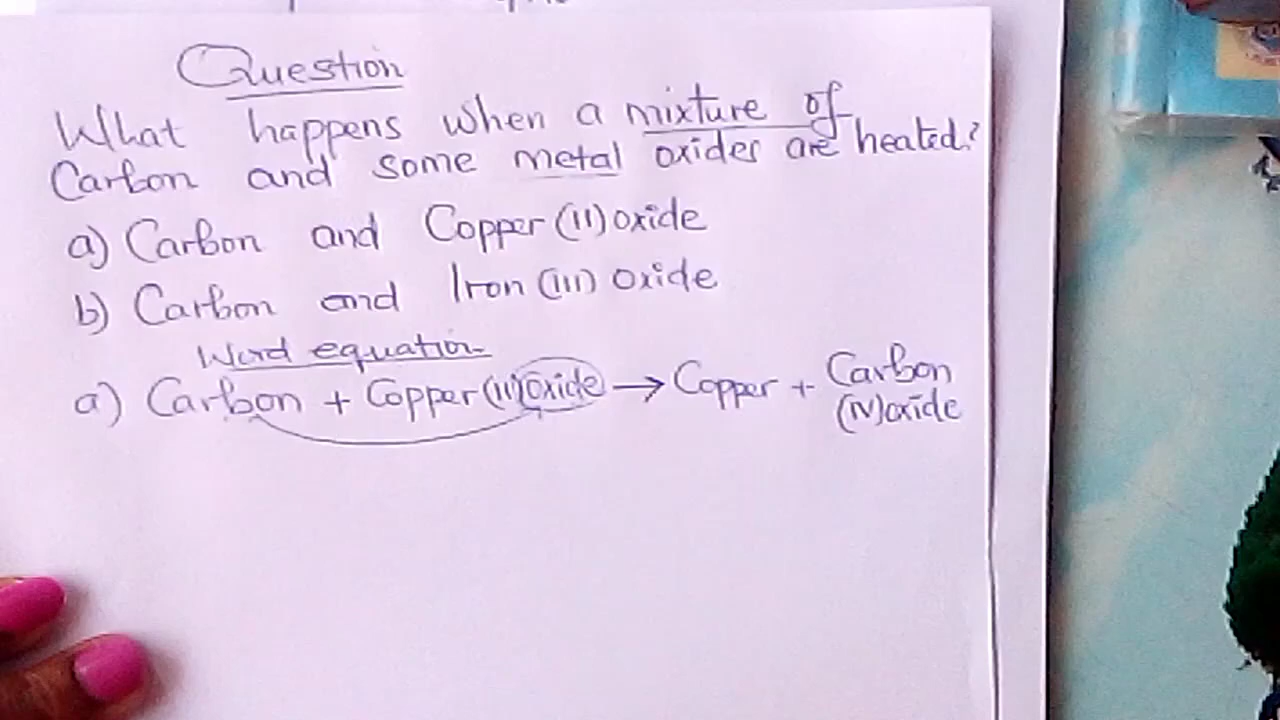 Question
What happens when a mixture of
Carbon and some metal oxides are heated?
a) Carbon and Copper (II) oxide
b) Carbon and Iron (III) oxide
Word equation
a) Carbon + Copper (II) oxide → Copper + Carbon
(IV) oxide